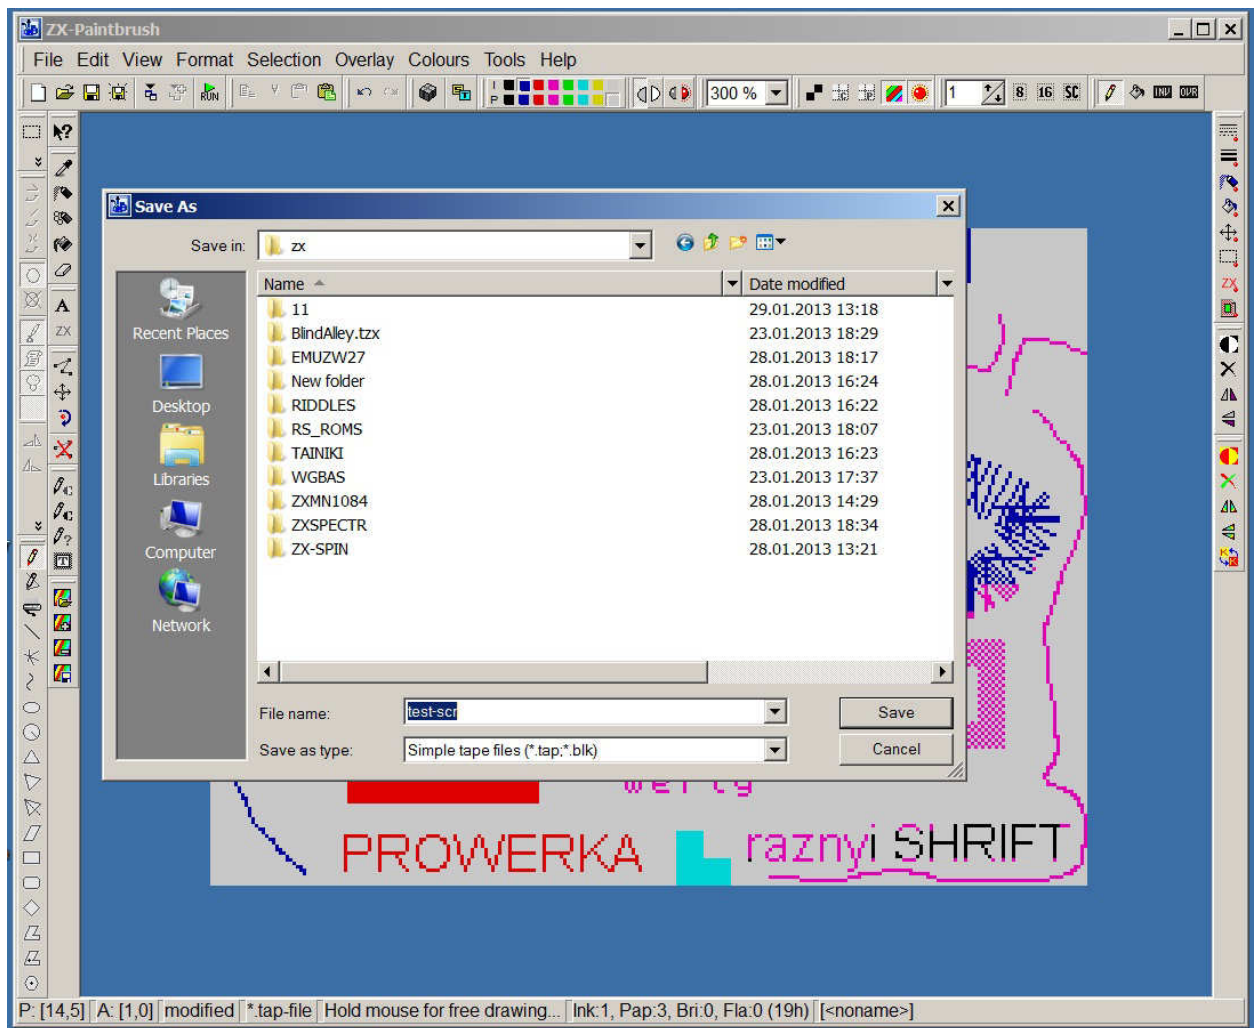 ZX-Paintbrush
File Edit View Format Selection Overlay Colours Tools Help
RUN I P 300 % 1 8 16 SC INV OVR
Save As
Save in: zx
Name Date modified
11 29.01.2013 13:18
BlindAlley.tzx 23.01.2013 18:29
EMUZW27 28.01.2013 18:17
New folder 28.01.2013 16:24
RIDDLES 28.01.2013 16:22
RS_ROMS 23.01.2013 18:07
TAINIKI 28.01.2013 16:23
WGBAS 23.01.2013 17:37
ZXMN1084 28.01.2013 14:29
ZXSPECTR 28.01.2013 18:34
ZX-SPIN 28.01.2013 13:21
Recent Places
Desktop
Libraries
Computer
Network
File name: test-scr Save
Save as type: Simple tape files (*.tap;*.blk) Cancel
A
ZX
ZX
PROWERKA raznyi SHRIFT
P: [14,5] A: [1,0] modified *.tap-file Hold mouse for free drawing... Ink:1, Pap:3, Bri:0, Fla:0 (19h) [<noname>]